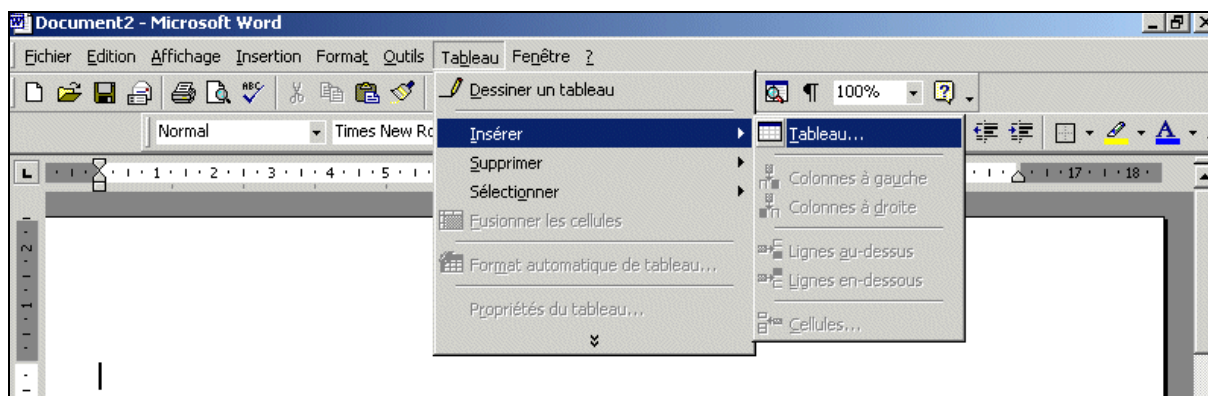 Document2 - Microsoft Word
Fichier Edition Affichage Insertion Format Outils Tableau Fenêtre ?
Dessiner un tableau
100%
Normal
Times New Ro
Insérer
Tableau...
Supprimer
Colonnes à gauche
Sélectionner
Colonnes à droite
Fusionner les cellules
Lignes au-dessus
Format automatique de tableau...
Lignes en-dessous
Propriétés du tableau...
Cellules...
1 2 3 4 5 17 18
2
1